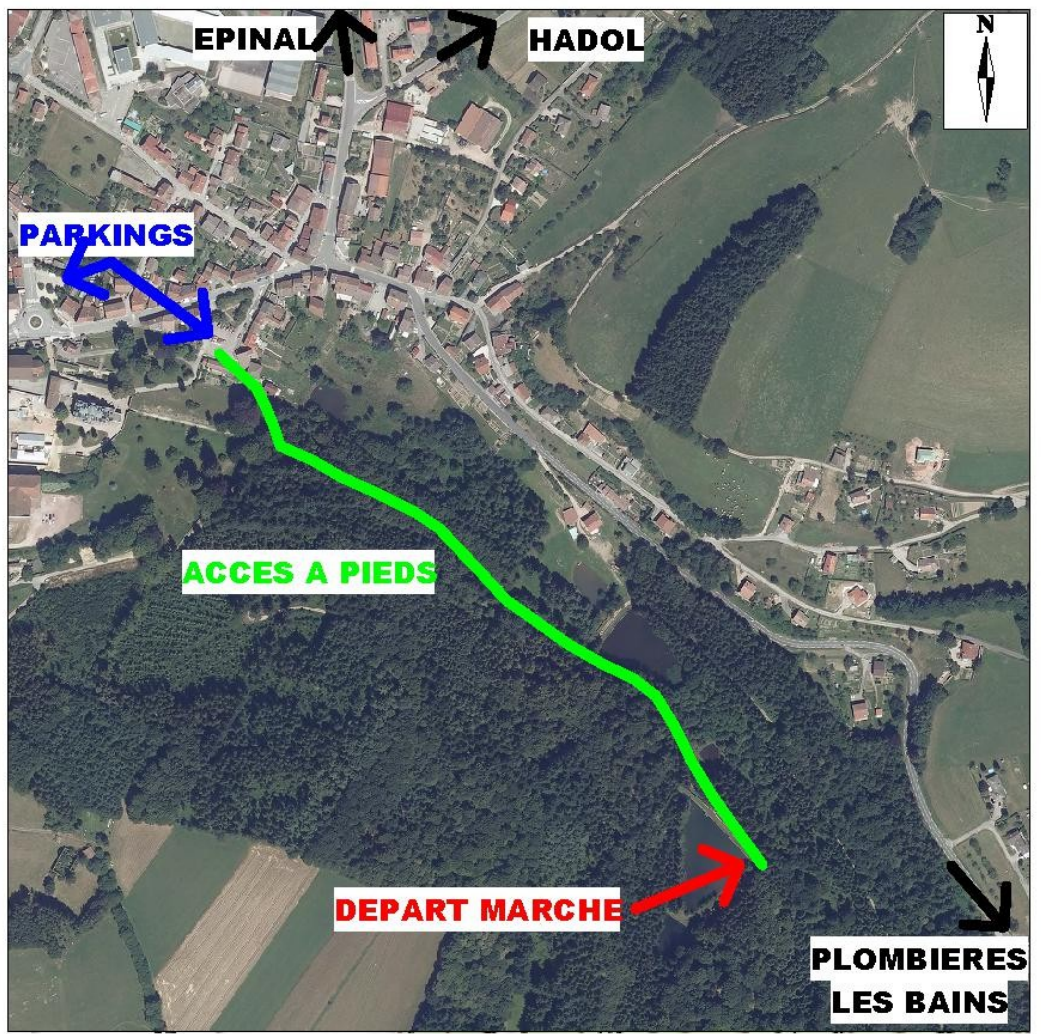 EPINAL
HADOL
N
PARKINGS
ACCES A PIEDS
DEPART MARCHE
PLOMBIERES
LES BAINS